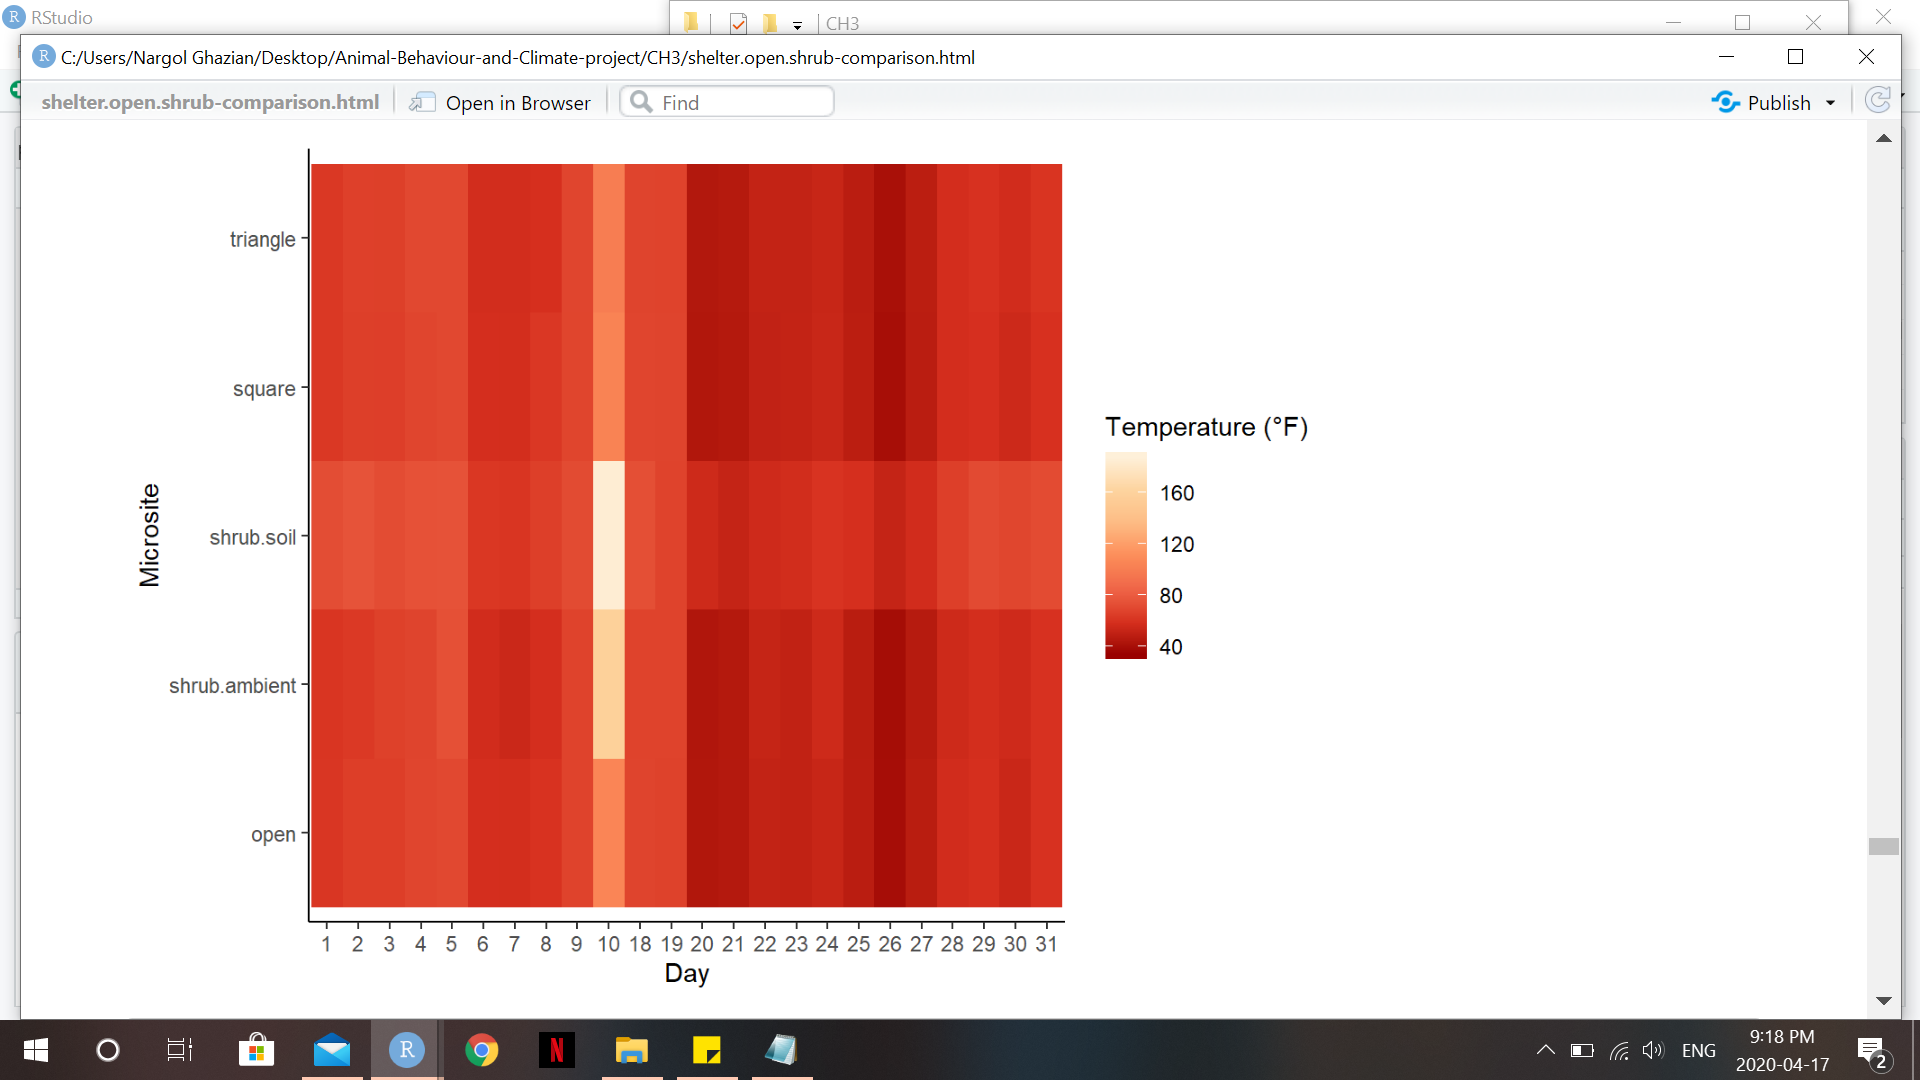 RStudio
CH3
C:/Users/Nargol Ghazian/Desktop/Animal-Behaviour-and-Climate-project/CH3/shelter.open.shrub-comparison.html
shelter.open.shrub-comparison.html Open in Browser Find Publish
triangle
square
shrub.soil
shrub.ambient
open
Microsite
1 2 3 4 5 6 7 8 9 10 18 19 20 21 22 23 24 25 26 27 28 29 30 31
Day
Temperature (°F)
160
120
80
40
R
N
ENG
9:18 PM
2020-04-17
2